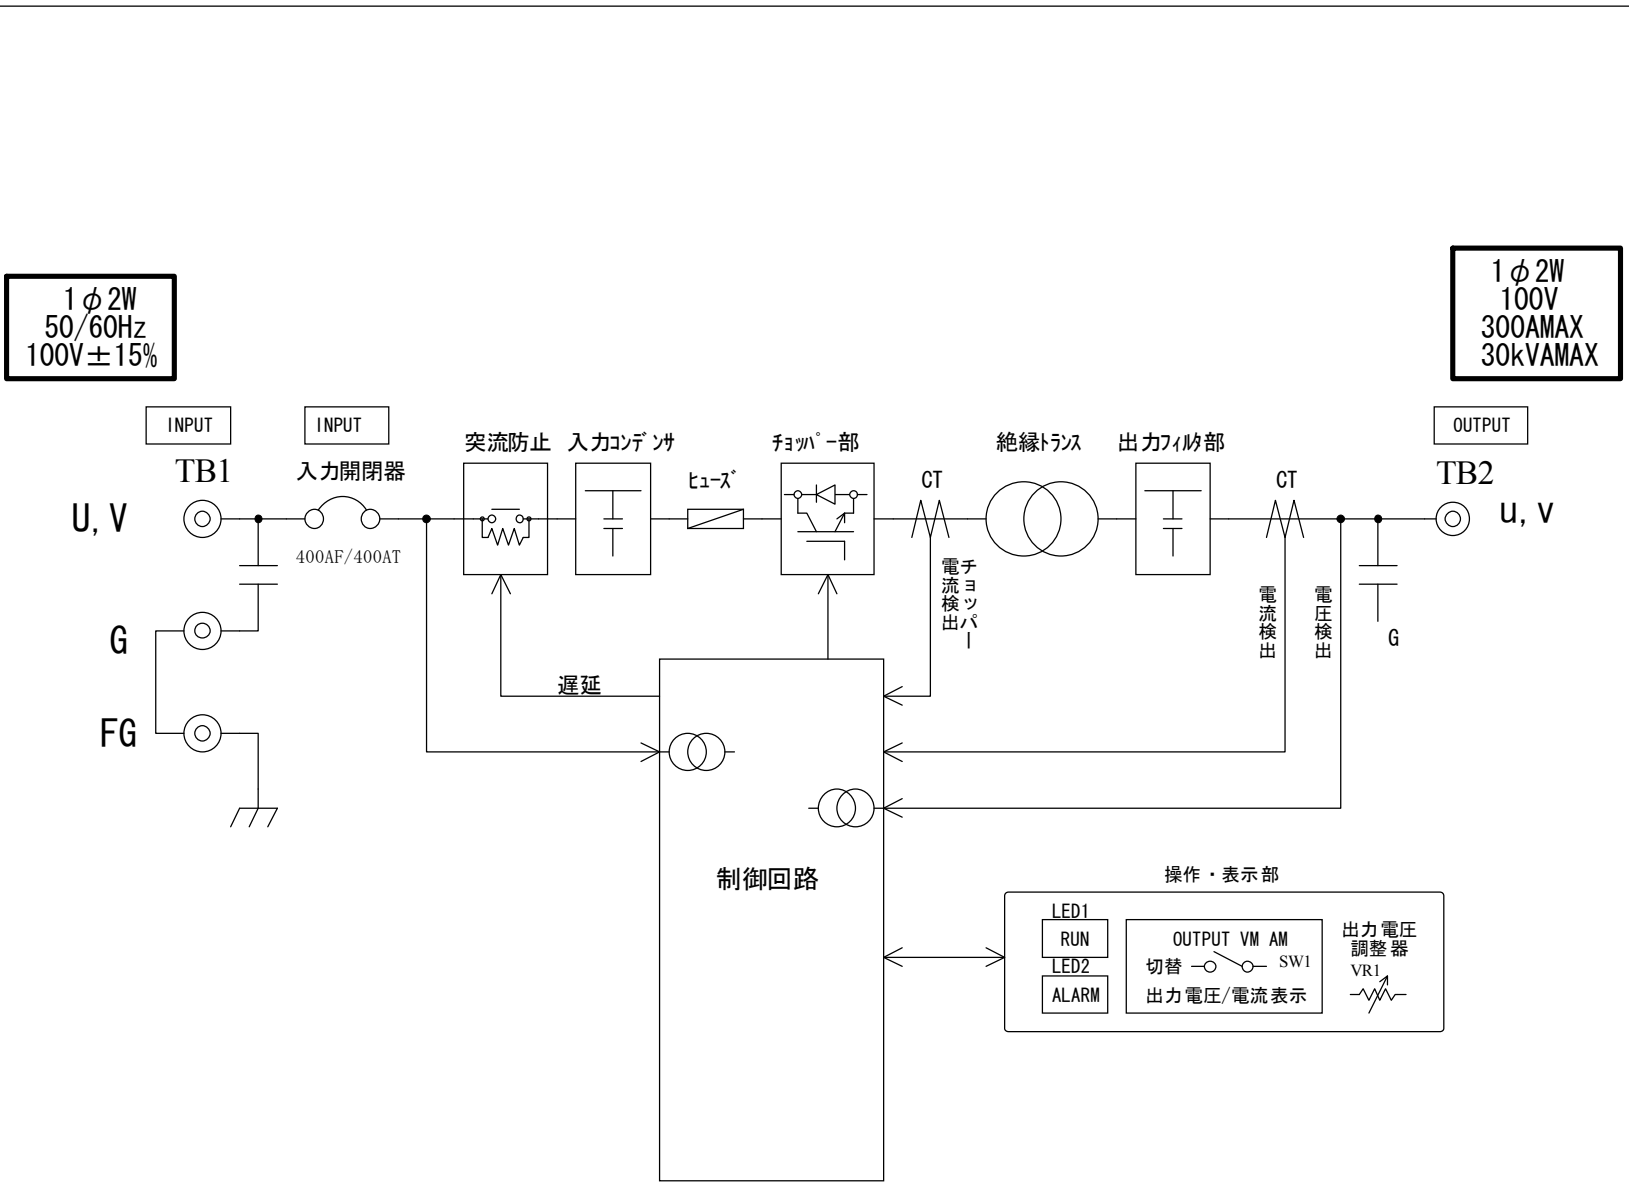 1φ2W
50/60Hz
100V±15%
1φ2W
100V
300AMAX
30kVAMAX
INPUT
INPUT
OUTPUT
TB1
入力開閉器
突流防止
入力ｺﾝﾃﾞﾝｻ
ﾋｭｰｽﾞ
ﾁｮｯﾊﾟｰ部
CT
絶縁ﾄﾗﾝｽ
出力ﾌｨﾙﾀ部
CT
TB2
U,V
u,v
400AF/400AT
チョッパー
電流検出
電流検出
電圧検出
G
G
遅延
FG
制御回路
操作・表示部
LED1
RUN
LED2
ALARM
OUTPUT VM AM
切替
SW1
出力電圧/電流表示
出力電圧
調整器
VR1